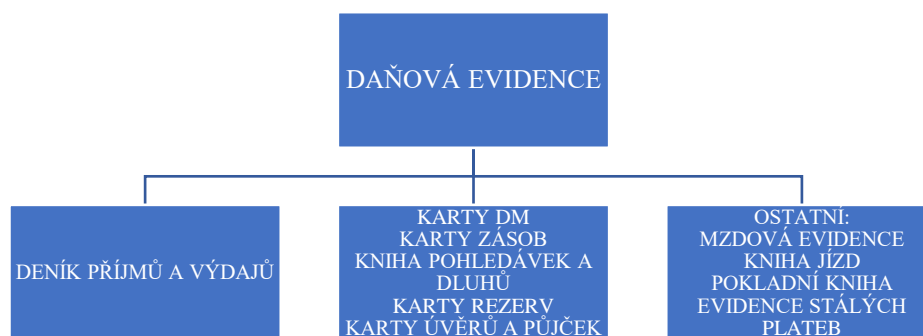 DAŇOVÁ EVIDENCE
DENÍK PŘÍJMŮ A VÝDAJŮ
KARTY DM
KARTY ZÁSOB
KNIHA POHLEDÁVEK A
DLUHŮ
KARTY REZERV
KARTY ÚVĚRŮ A PŮJČEK
OSTATNÍ:
MZDOVÁ EVIDENCE
KNIHA JÍZD
POKLADNÍ KNIHA
EVIDENCE STÁLÝCH
PLATEB